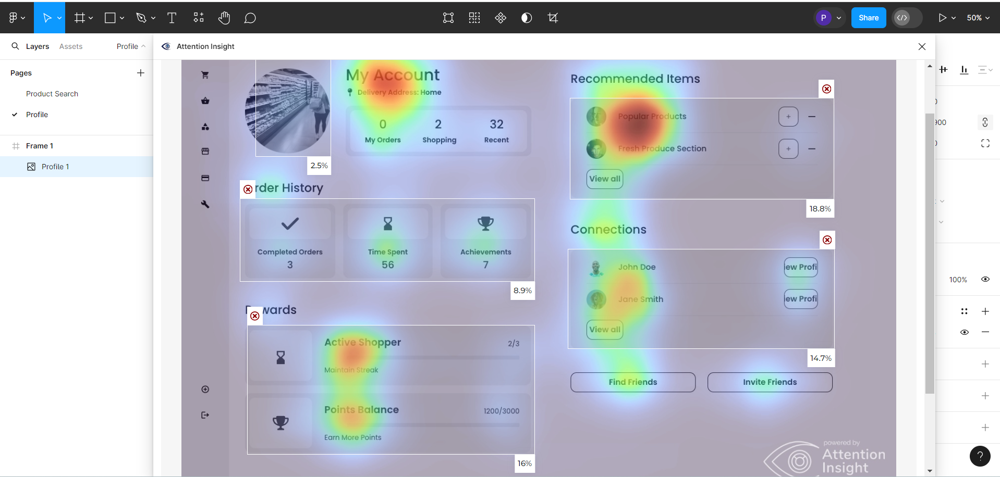 P
Share
50%
Layers
Assets
Profile
Attention Insight
Pages
Product Search
Profile
Frame 1
Profile 1
My Account
Delivery Address: Home
0
2
32
My Orders
Shopping
Recent
2.5%
rder History
Completed Orders
3
Time Spent
56
Achievements
7
8.9%
wards
Active Shopper
2/3
Maintain Streak
Points Balance
1200/3000
Earn More Points
16%
Recommended Items
Popular Products
+
Fresh Produce Section
+
View all
18.8%
Connections
John Doe
iew Profi
Jane Smith
iew Profi
View all
14.7%
Find Friends
Invite Friends
powered by
Attention
Insight
900
100%
?